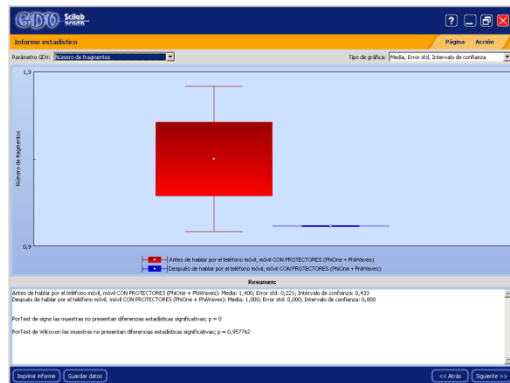 GDV Scilab
Informe estadístico
Página Acción
Parámetro GDV: Número de fragmentos
Tipo de gráfica: Media, Error std, Intervalo de confianza
1,9
Número de fragmentos
0,9
Antes de hablar por el teléfono móvil, móvil CON PROTECTORES (PhiOne + PhiWaves)
Después de hablar por el teléfono móvil, móvil CON PROTECTORES (PhiOne + PhiWaves)
Resumen:
Antes de hablar por el teléfono móvil, móvil CON PROTECTORES (PhiOne + PhiWaves): Media: 1,400; Error std: 0,221; Intervalo de confianza: 0,433
Después de hablar por el teléfono móvil, móvil CON PROTECTORES (PhiOne + PhiWaves): Media: 1,000; Error std: 0,000; Intervalo de confianza: 0,000
PorTest de signo las muestras no presentan diferencias estadísticas significativas; p = 0
PorTest de Wilcoxon las muestras no presentan diferencias estadísticas significativas; p = 0,957762
Imprimir informe Guardar datos << Atrás Siguiente >>